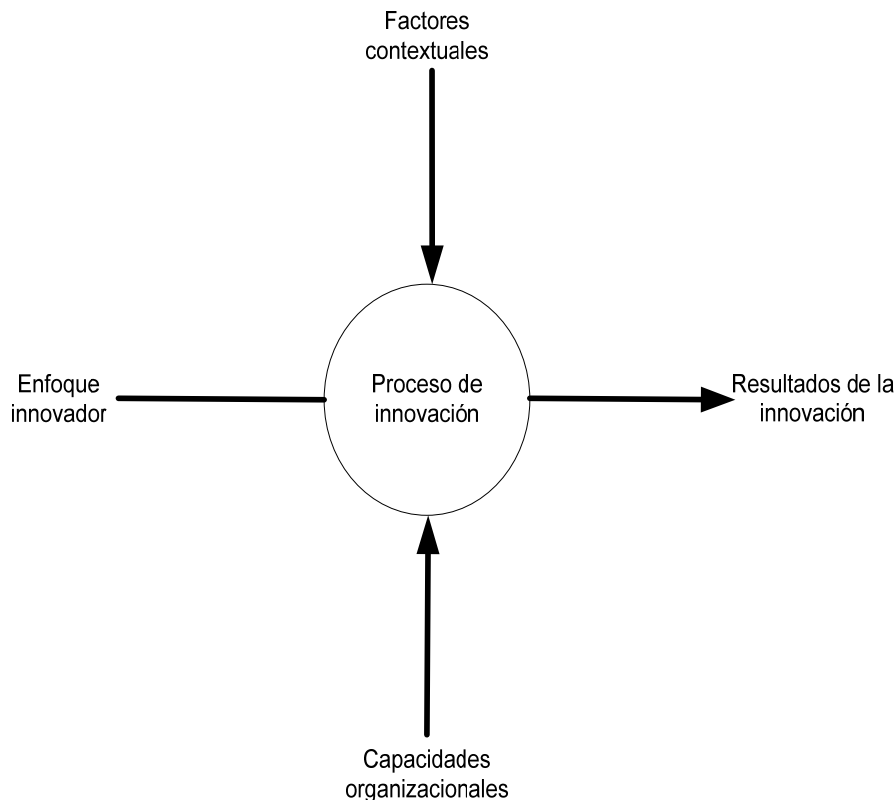 Factores
contextuales
Enfoque
innovador
Proceso de
innovación
Resultados de la
innovación
Capacidades
organizacionales